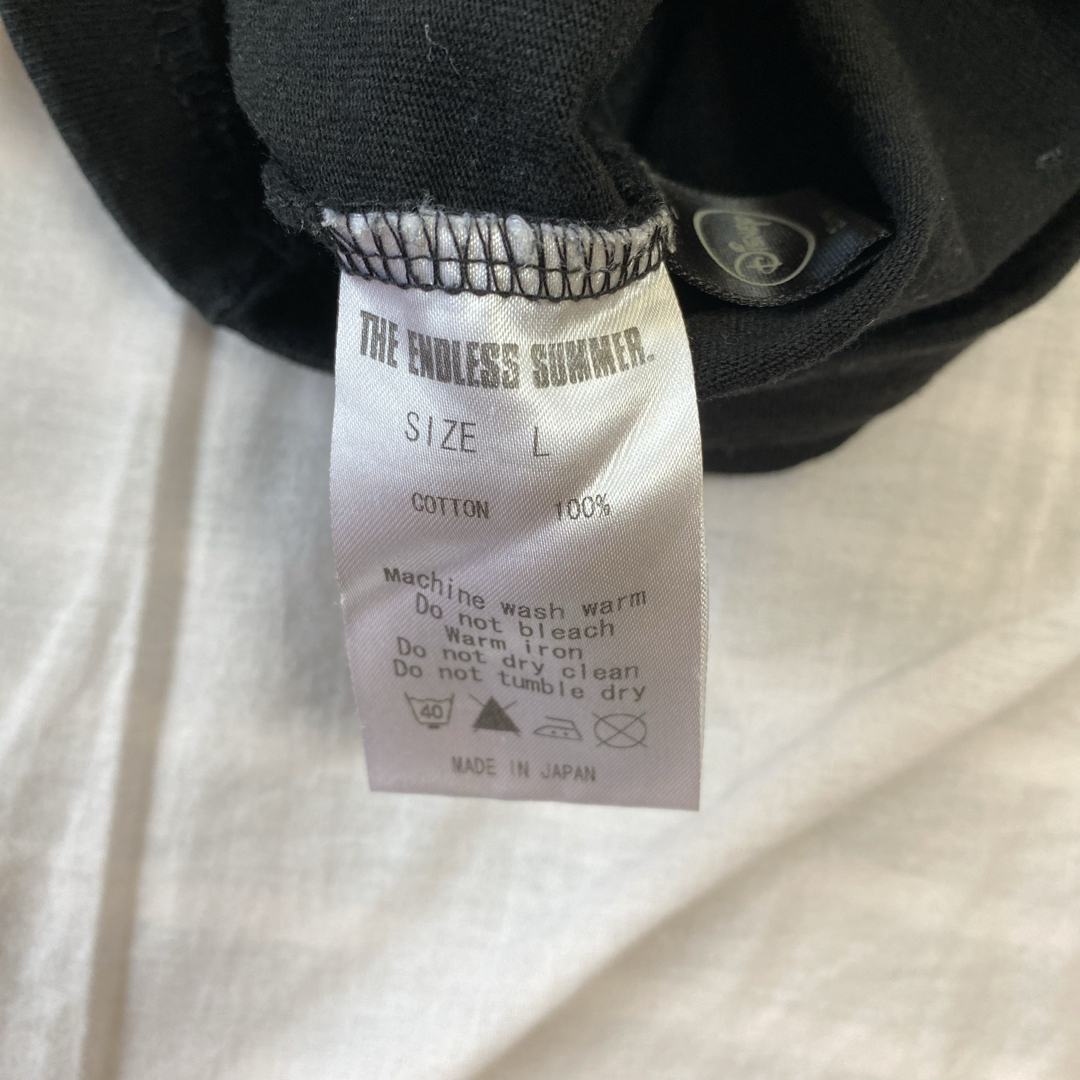 THE ENDLESS SUMMER.
SIZE L
COTTON 100%
Machine wash warm
Do not bleach
Warm iron
Do not dry clean
Do not tumble dry
40
MADE IN JAPAN